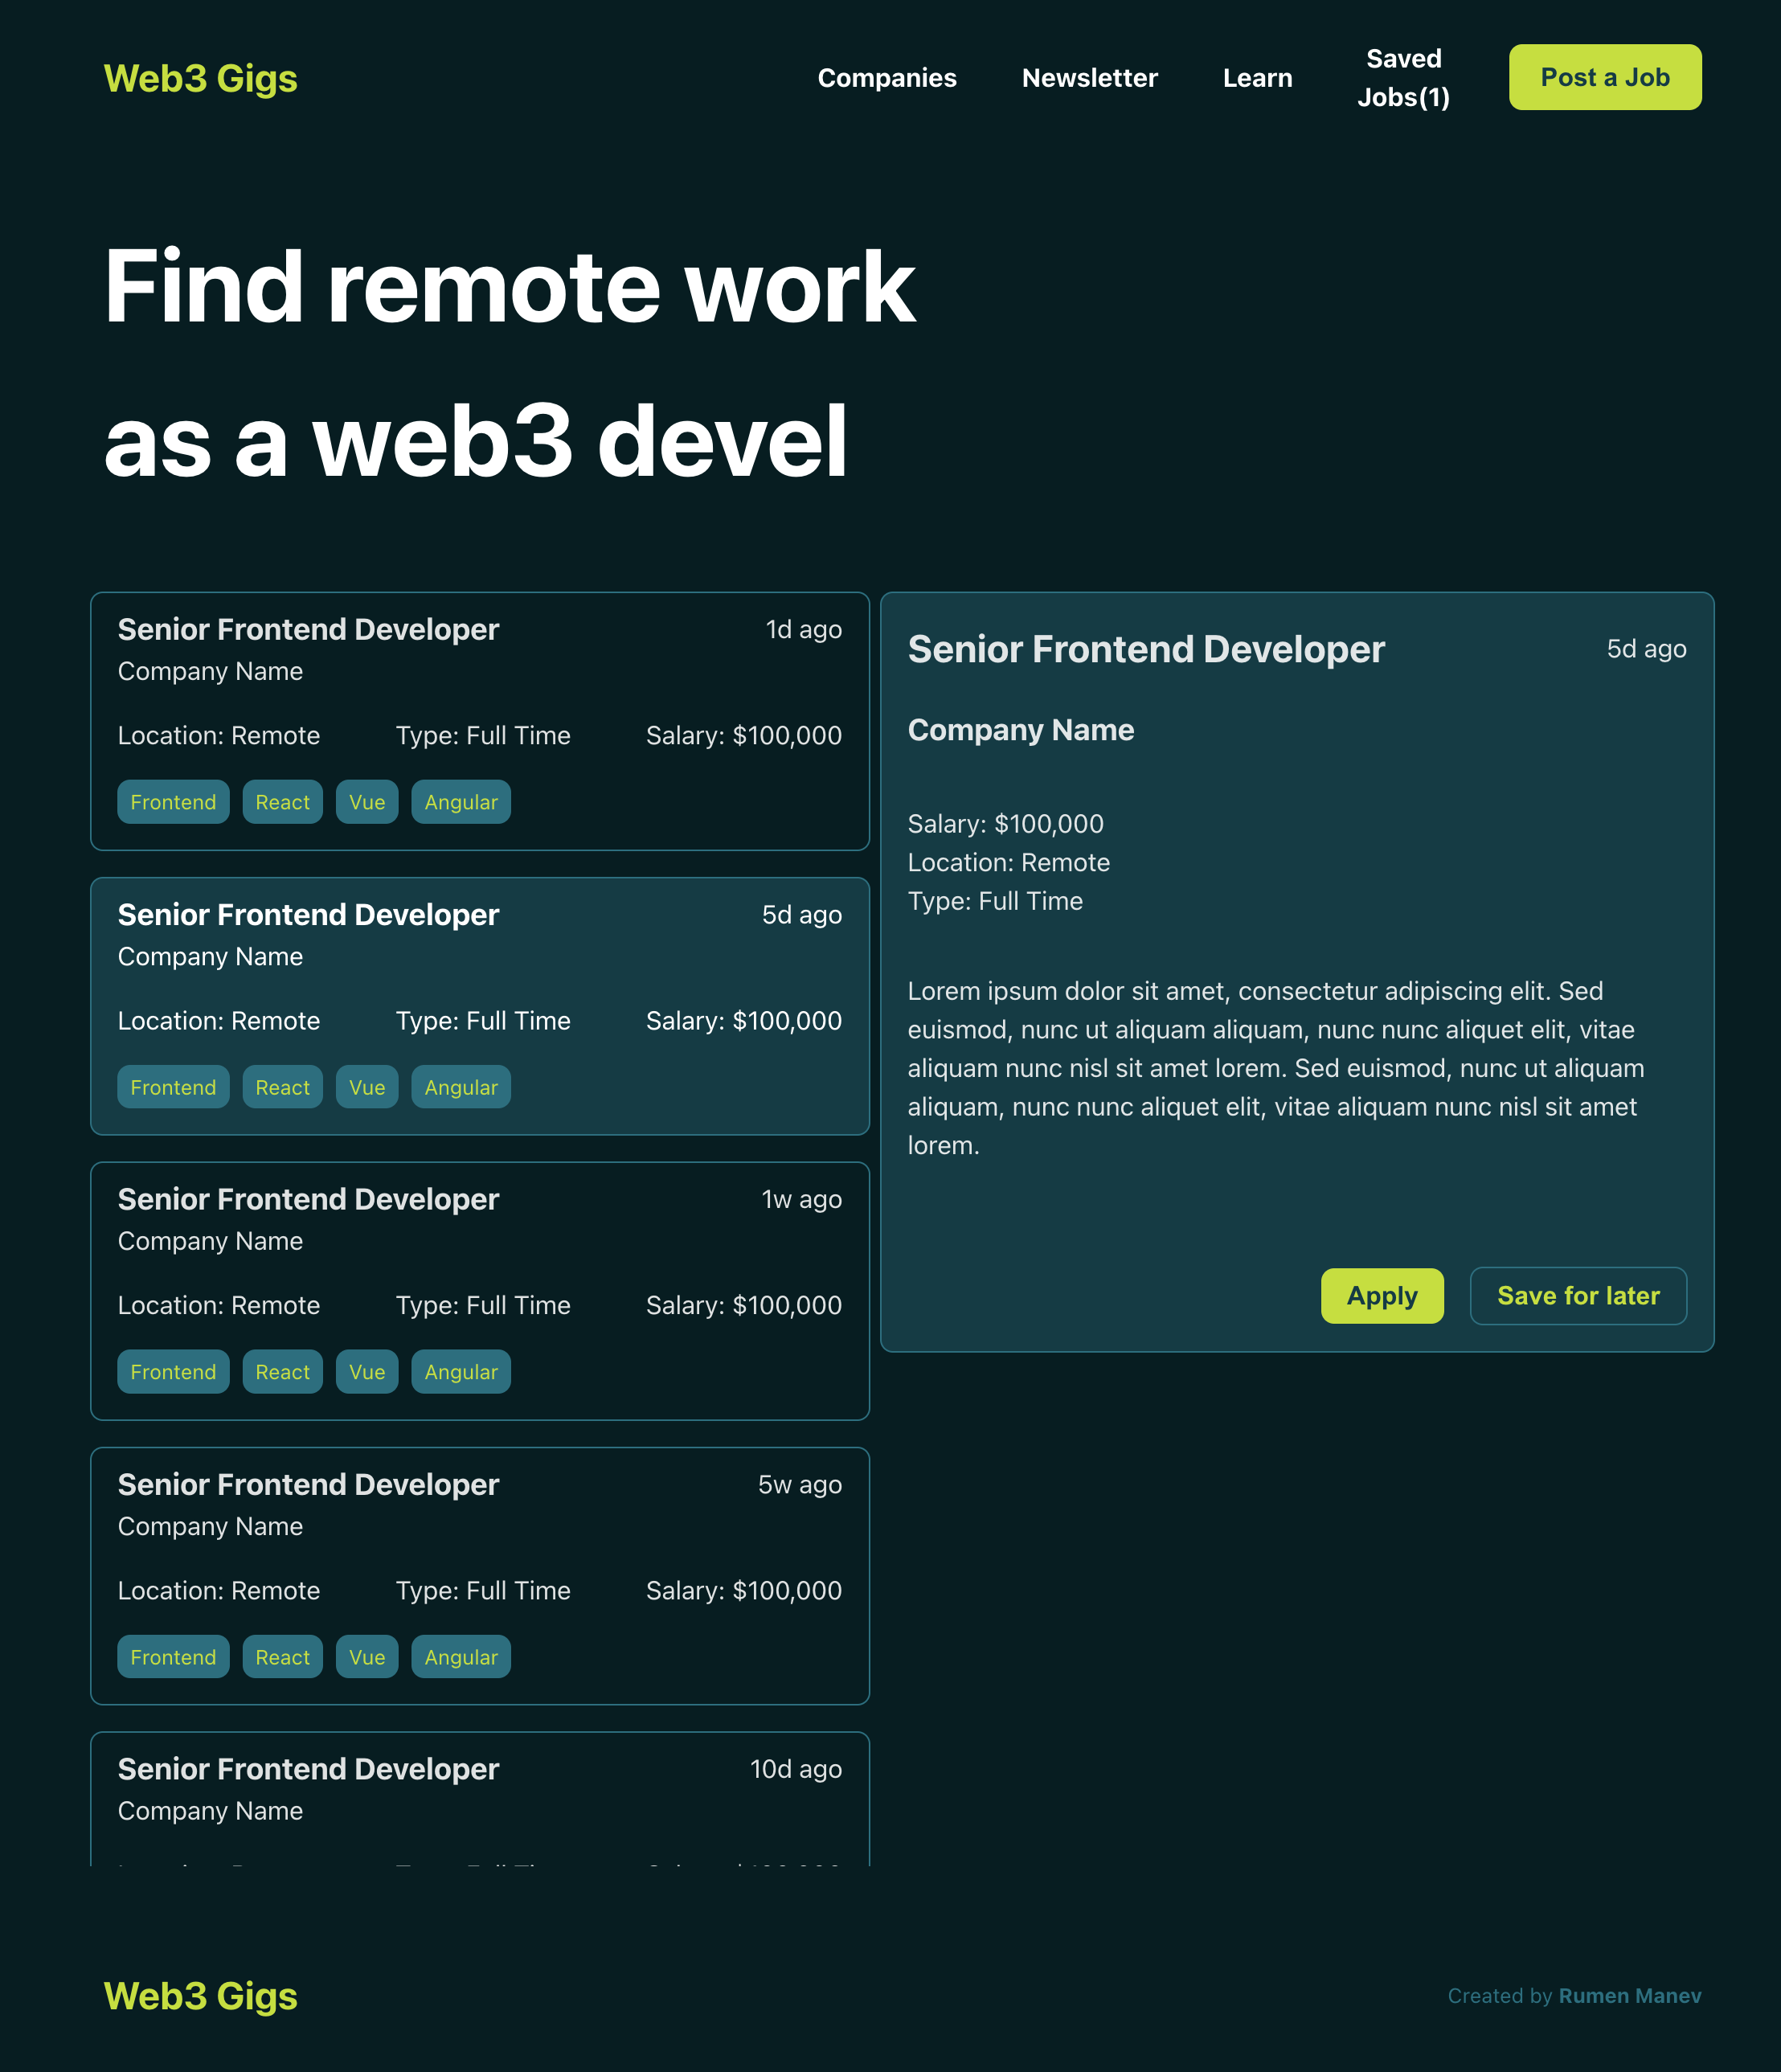 Web3 Gigs
Companies
Newsletter
Learn
Saved
Jobs(1)
Post a Job
Find remote work
as a web3 devel
Senior Frontend Developer
1d ago
Company Name
Location: Remote
Type: Full Time
Salary: $100,000
Frontend
React
Vue
Angular
Senior Frontend Developer
5d ago
Company Name
Location: Remote
Type: Full Time
Salary: $100,000
Frontend
React
Vue
Angular
Senior Frontend Developer
1w ago
Company Name
Location: Remote
Type: Full Time
Salary: $100,000
Frontend
React
Vue
Angular
Senior Frontend Developer
5w ago
Company Name
Location: Remote
Type: Full Time
Salary: $100,000
Frontend
React
Vue
Angular
Senior Frontend Developer
10d ago
Company Name
Senior Frontend Developer
5d ago
Company Name
Salary: $100,000
Location: Remote
Type: Full Time
Lorem ipsum dolor sit amet, consectetur adipiscing elit. Sed
euismod, nunc ut aliquam aliquam, nunc nunc aliquet elit, vitae
aliquam nunc nisl sit amet lorem. Sed euismod, nunc ut aliquam
aliquam, nunc nunc aliquet elit, vitae aliquam nunc nisl sit amet
lorem.
Apply
Save for later
Web3 Gigs
Created by Rumen Manev